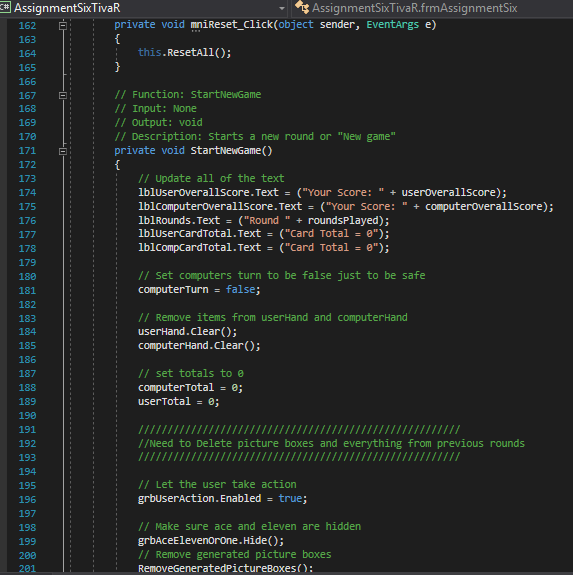 C# AssignmentSixTivaR AssignmentSixTivaR.frmAssignmentSix
162 private void mniReset_Click(object sender, EventArgs e)
163 {
164 this.ResetAll();
165 }
166
167 // Function: StartNewGame
168 // Input: None
169 // Output: void
170 // Description: Starts a new round or "New game"
171 private void StartNewGame()
172 {
173 // Update all of the text
174 lblUserOverallScore.Text = ("Your Score: " + userOverallScore);
175 lblComputerOverallScore.Text = ("Your Score: " + computerOverallScore);
176 lblRounds.Text = ("Round " + roundsPlayed);
177 lblUserCardTotal.Text = ("Card Total = 0");
178 lblCompCardTotal.Text = ("Card Total = 0");
179
180 // Set computers turn to be false just to be safe
181 computerTurn = false;
182
183 // Remove items from userHand and computerHand
184 userHand.Clear();
185 computerHand.Clear();
186
187 // set totals to 0
188 computerTotal = 0;
189 userTotal = 0;
190
191 ///////////////////////////////////////////////////////
192 //Need to Delete picture boxes and everything from previous rounds
193 ///////////////////////////////////////////////////////
194
195 // Let the user take action
196 grbUserAction.Enabled = true;
197
198 // Make sure ace and eleven are hidden
199 grbAceElevenOrOne.Hide();
200 // Remove generated picture boxes
201 RemoveGeneratedPictureBoxes();